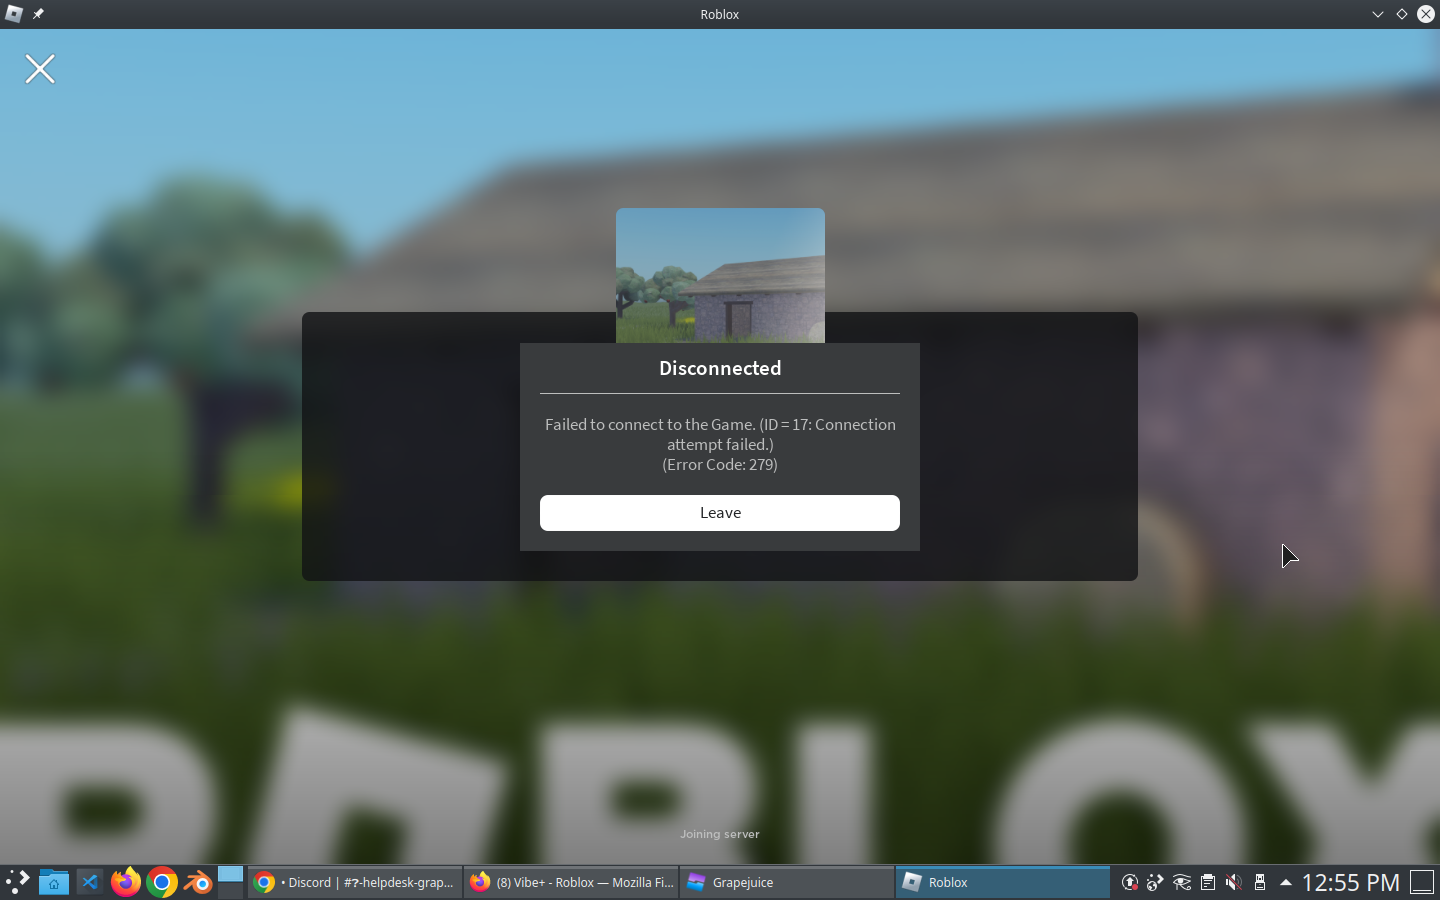 Roblox
Disconnected
Failed to connect to the Game. (ID = 17: Connection
attempt failed.)
(Error Code: 279)
Leave
ROBLOX
Joining server
• Discord | #?-helpdesk-grap...
(8) Vibe+ - Roblox — Mozilla Fi...
Grapejuice
Roblox
12:55 PM